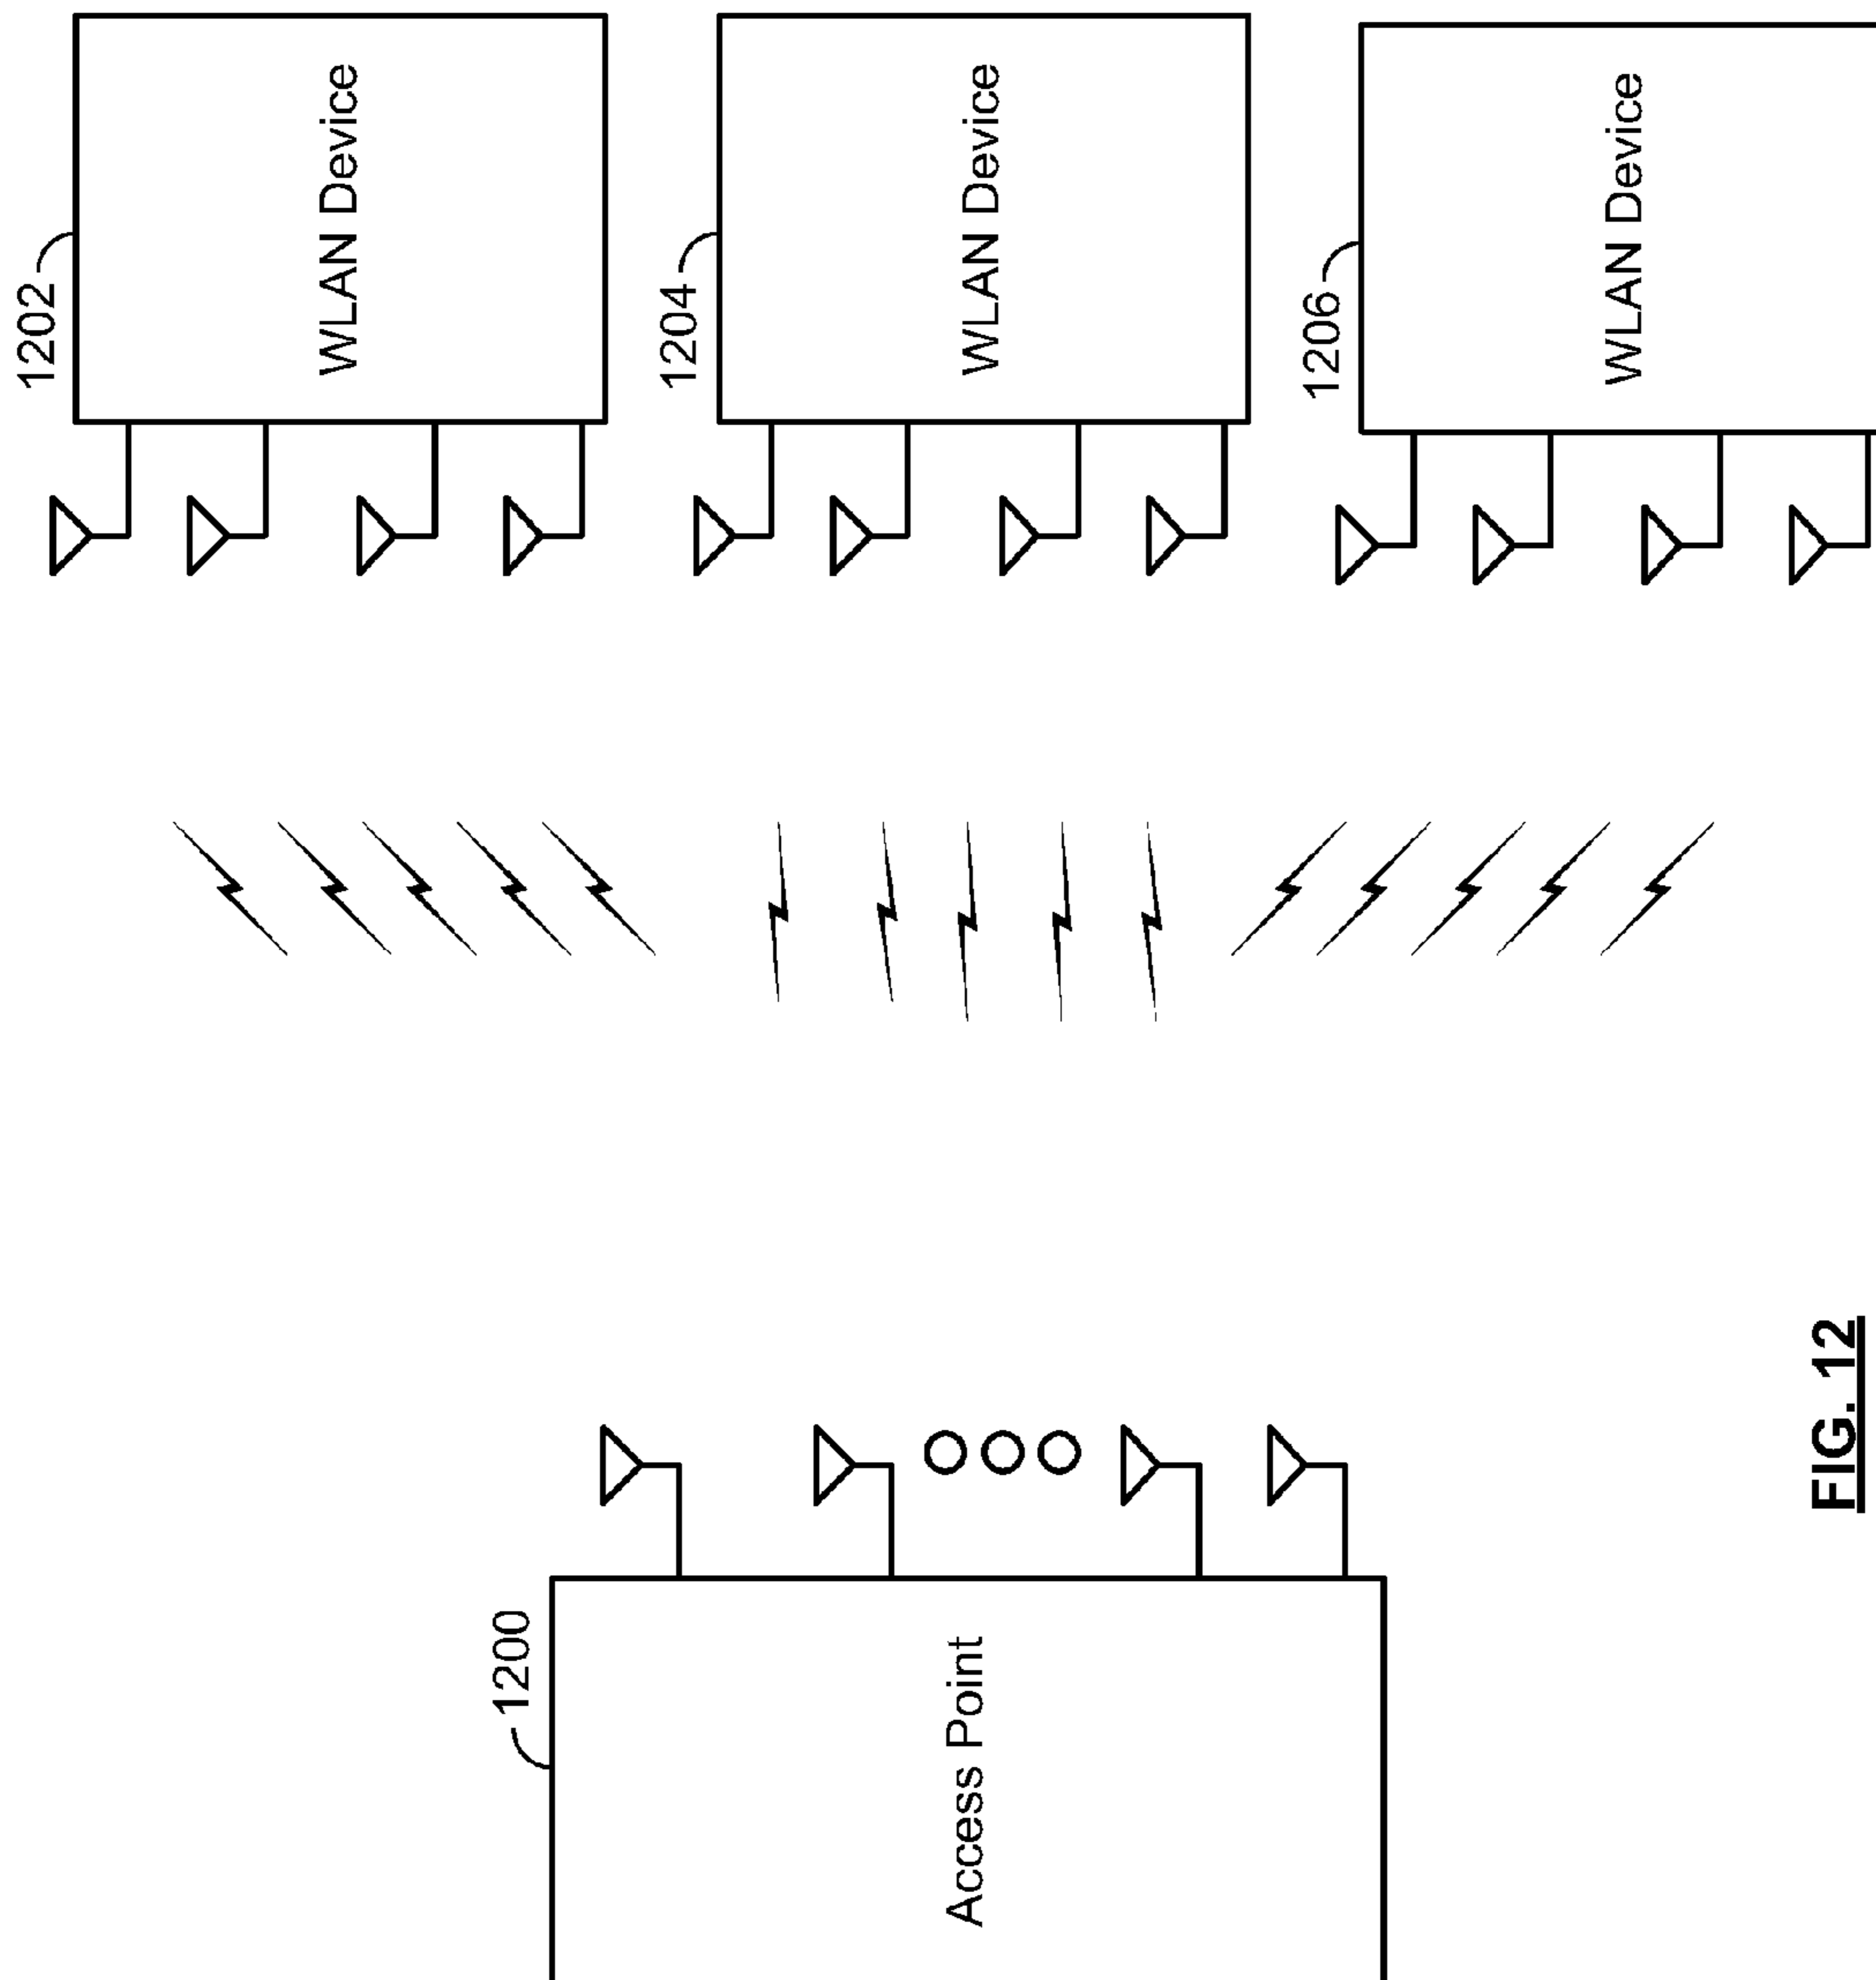 1202
WLAN Device
1204
WLAN Device
1206
WLAN Device
1200
Access Point
FIG. 12